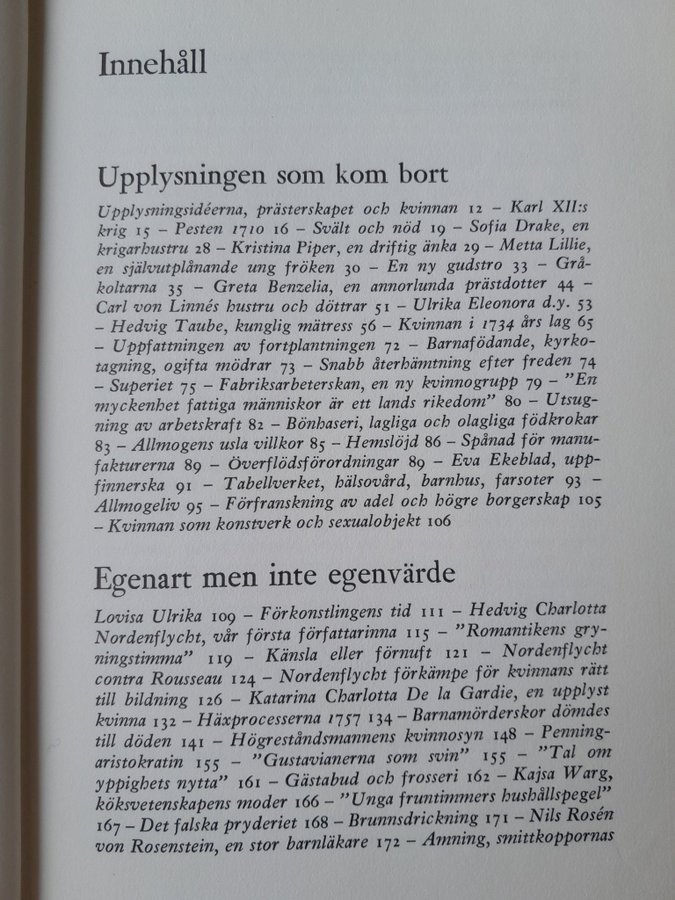 Innehåll
Upplysningen som kom bort
Upplysningsidéerna, prästerskapet och kvinnan 12 – Karl XII:s
krig 15 – Pesten 1710 16 – Svält och nöd 19 – Sofia Drake, en
krigarhustru 28 – Kristina Piper, en driftig änka 29 – Metta Lillie,
en självutplånande ung fröken 30 – En ny gudstro 33 – Grå-
koltarna 35 – Greta Benzelia, en annorlunda prästdotter 44 –
Carl von Linnés hustru och döttrar 51 – Ulrika Eleonora d.y. 53
– Hedvig Taube, kunglig mätress 56 – Kvinnan i 1734 års lag 65
– Uppfattningen av fortplantningen 72 – Barnafödande, kyrko-
tagning, ogifta mödrar 73 – Snabb återhämtning efter freden 74
– Superiet 75 – Fabriksarbeterskan, en ny kvinnogrupp 79 – ”En
myckenhet fattiga människor är ett lands rikedom” 80 – Utsug-
ning av arbetskraft 82 – Bönhaseri, lagliga och olagliga födkrokar
83 – Allmogens usla villkor 85 – Hemslöjd 86 – Spånad för manu-
fakturerna 89 – Överflödsförordningar 89 – Eva Ekeblad, upp-
finnerska 91 – Tabellverket, hälsovård, barnhus, farsoter 93 –
Allmogeliv 95 – Förfranskning av adel och högre borgerskap 105
– Kvinnan som konstverk och sexualobjekt 106
Egenart men inte egenvärde
Lovisa Ulrika 109 – Förkonstlingens tid 111 – Hedvig Charlotta
Nordenflycht, vår första författarinna 115 – ”Romantikens gry-
ningstimma” 119 – Känsla eller förnuft 121 – Nordenflycht
contra Rousseau 124 – Nordenflycht förkämpe för kvinnans rätt
till bildning 126 – Katarina Charlotta De la Gardie, en upplyst
kvinna 132 – Häxprocesserna 1757 134 – Barnamörderskor dömdes
till döden 141 – Högreståndsmannens kvinnosyn 148 – Penning-
aristokratin 155 – ”Gustavianerna som svin” 155 – ”Tal om
yppighets nytta” 161 – Gästabud och frosseri 162 – Kajsa Warg,
köksvetenskapens moder 166 – ”Unga fruntimmers hushållspegel”
167 – Det falska pryderiet 168 – Brunnsdrickning 171 – Nils Rosén
von Rosenstein, en stor barnläkare 172 – Amning, smittkoppornas